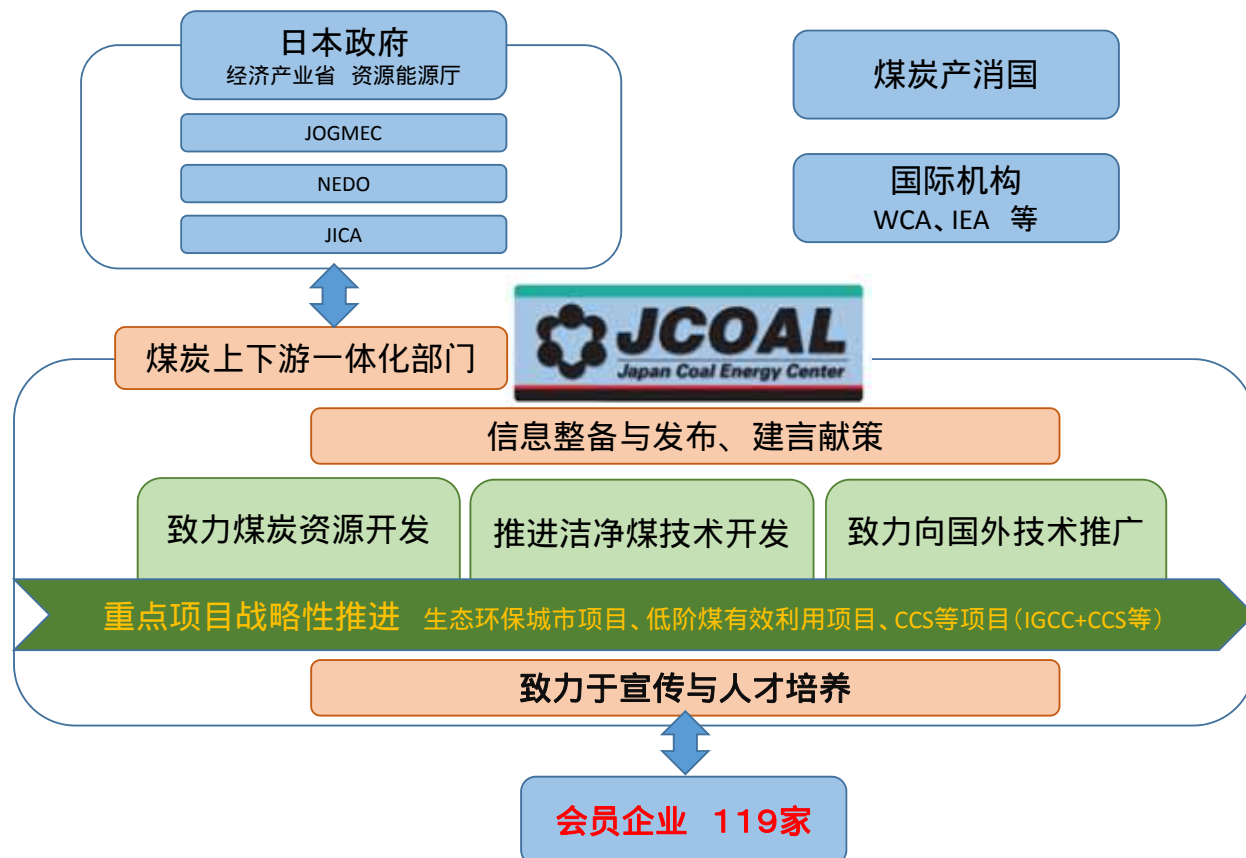 日本政府
经济产业省 资源能源厅
JOGMEC
NEDO
JICA
煤炭产消国
国际机构
WCA、IEA 等
JCOAL
Japan Coal Energy Center
煤炭上下游一体化部门
信息整备与发布、建言献策
致力煤炭资源开发
推进洁净煤技术开发
致力向国外技术推广
重点项目战略性推进 生态环保城市项目、低阶煤有效利用项目、CCS等项目(IGCC+CCS等)
致力于宣传与人才培养
会员企业 119家